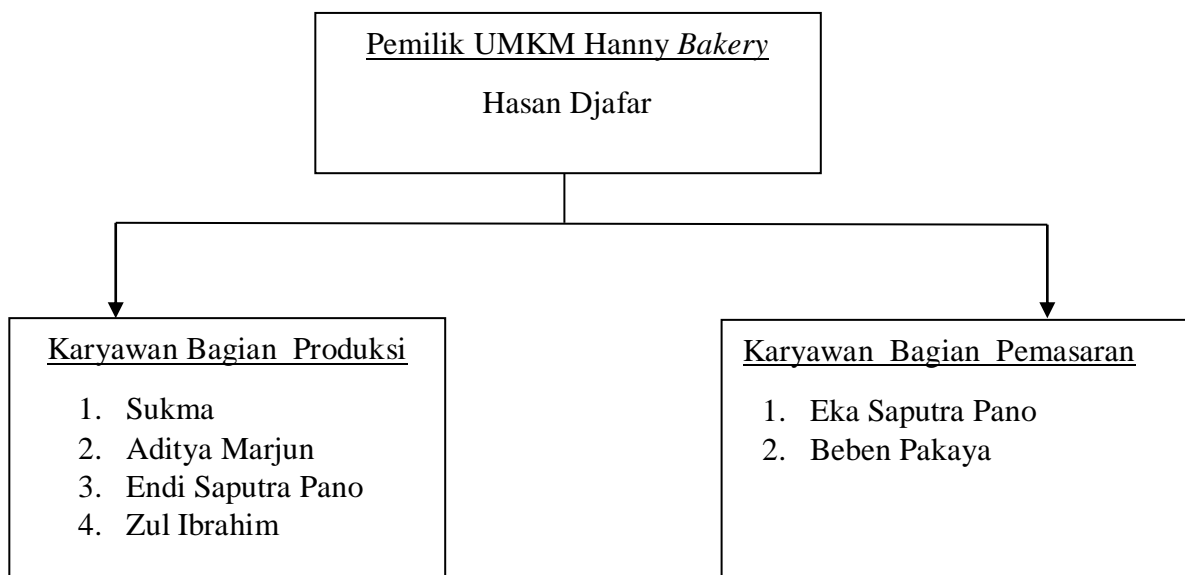 Pemilik UMKM Hanny Bakery
Hasan Djafar
Karyawan Bagian Produksi
1. Sukma
2. Aditya Marjun
3. Endi Saputra Pano
4. Zul Ibrahim
Karyawan Bagian Pemasaran
1. Eka Saputra Pano
2. Beben Pakaya